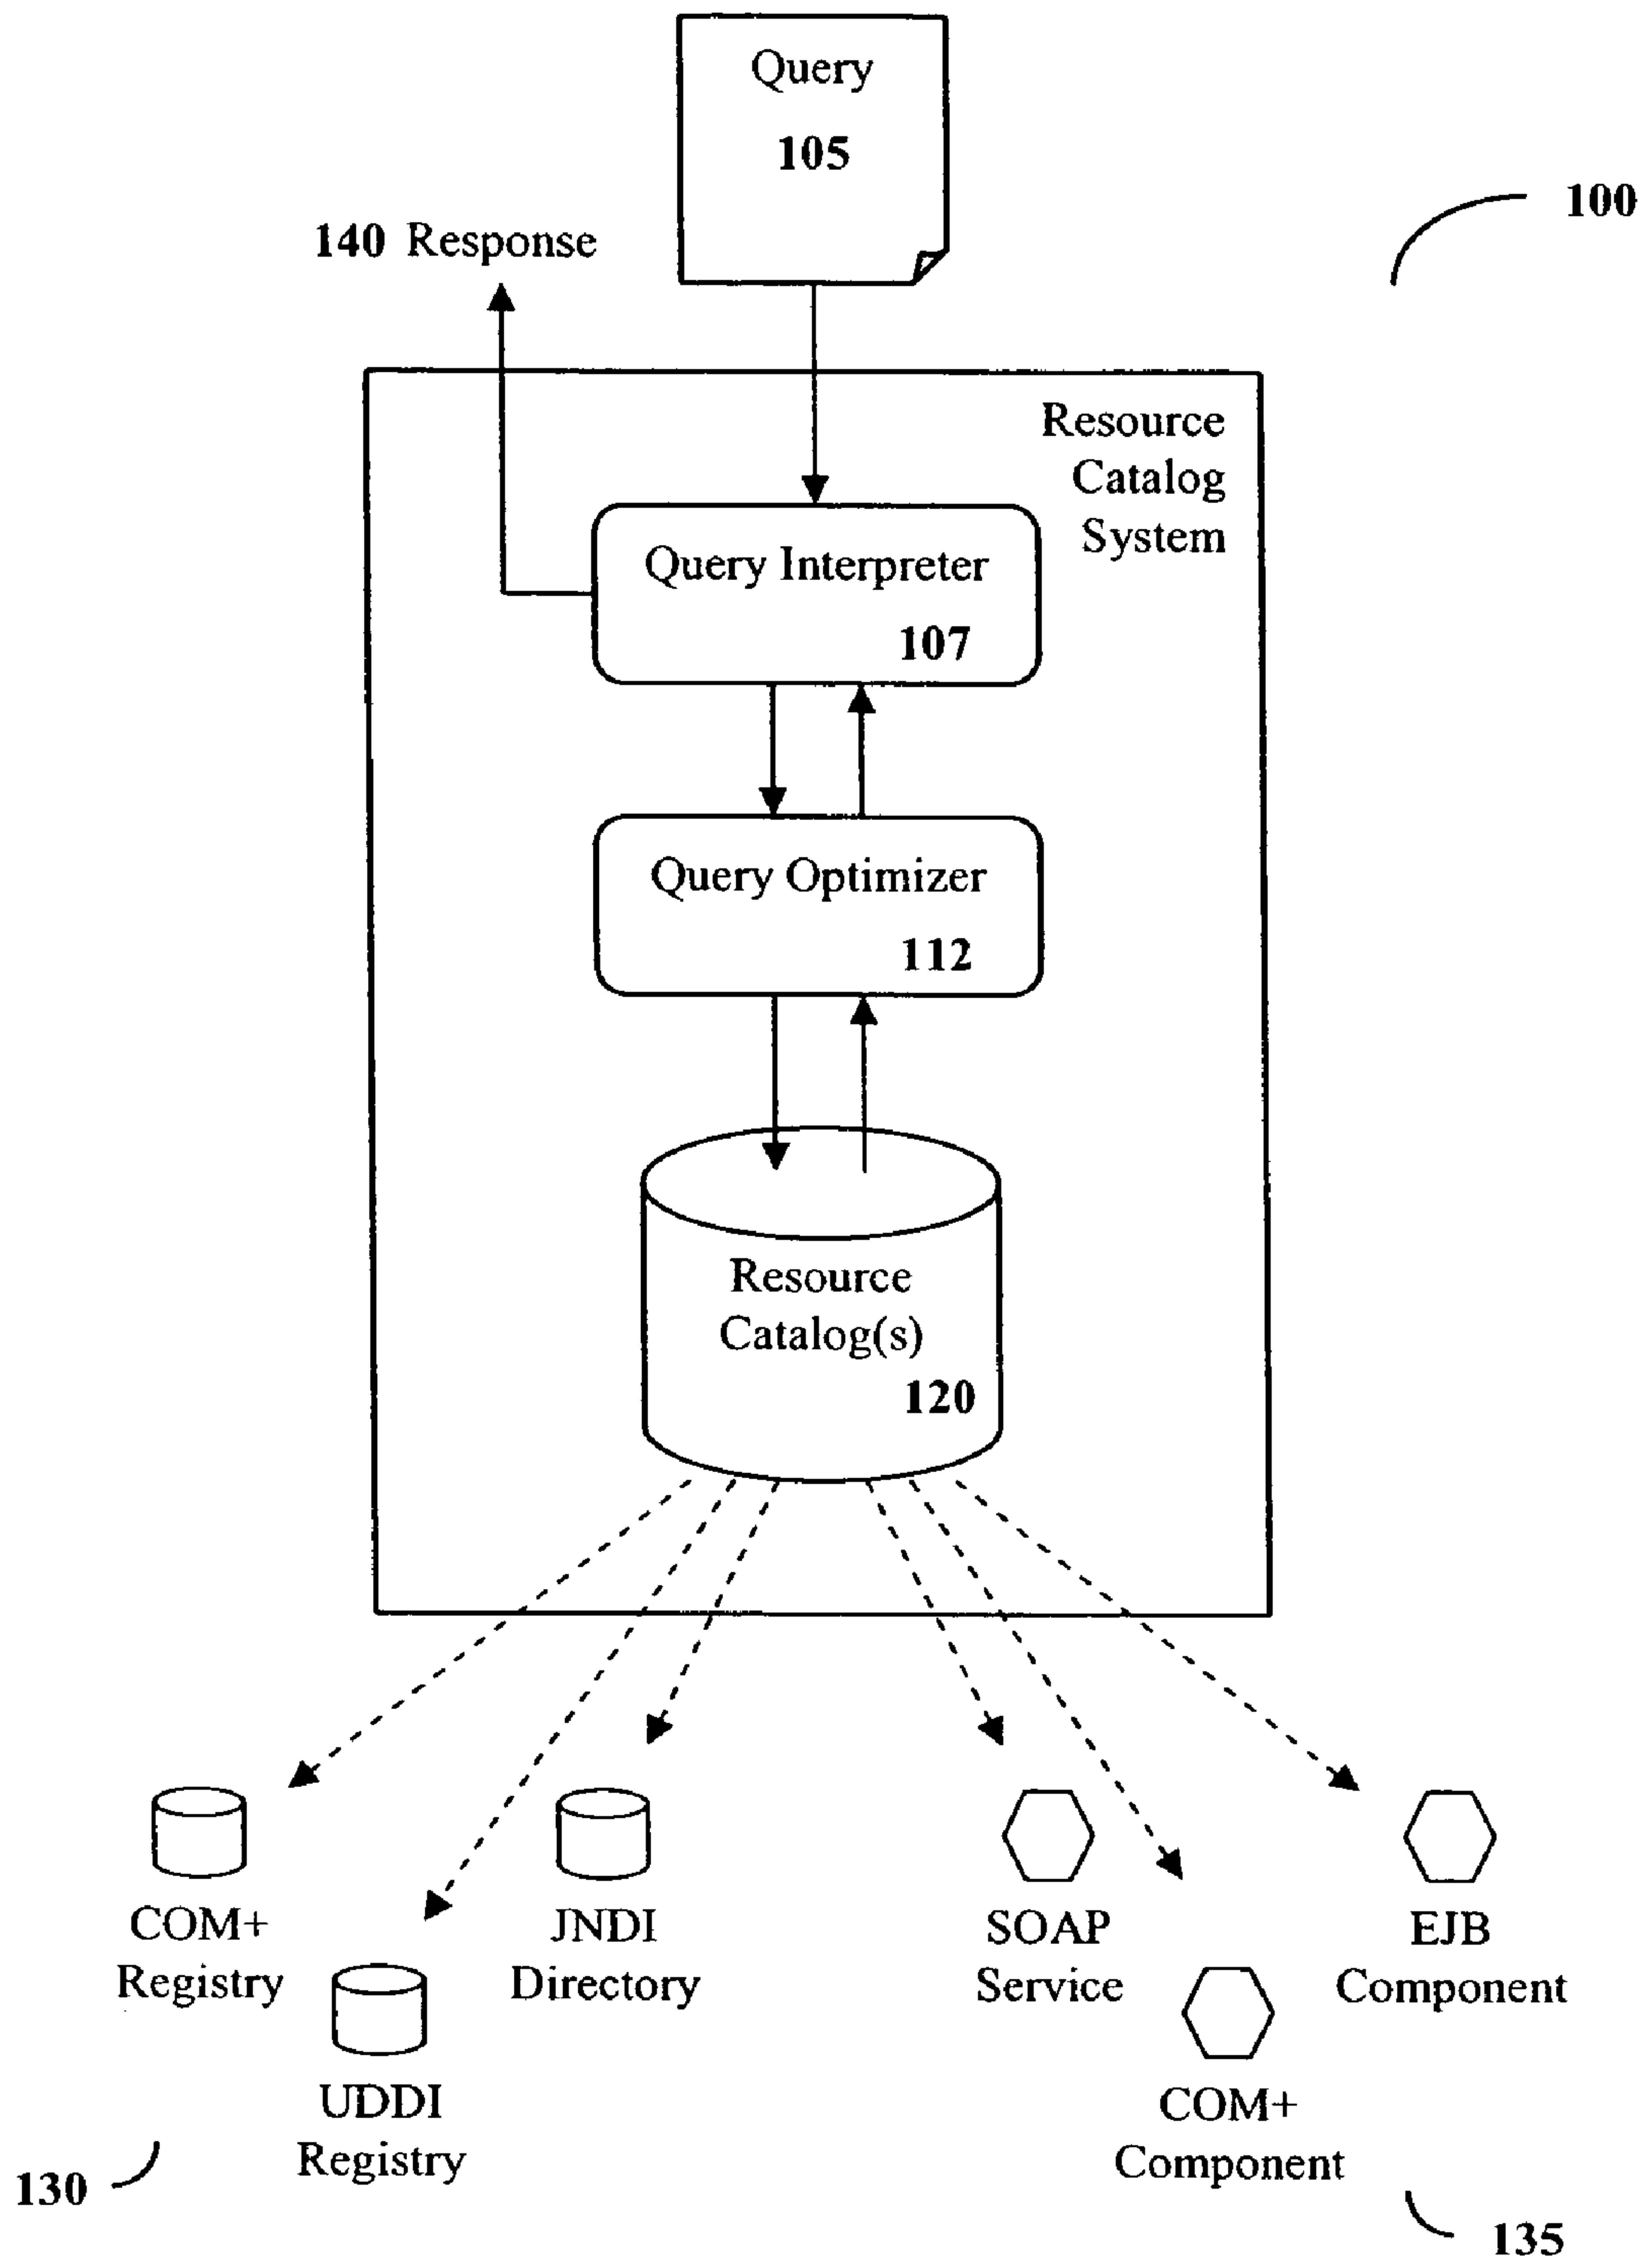 Query
105
100
140 Response
Resource
Catalog
System
Query Interpreter
107
Query Optimizer
112
Resource
Catalog(s)
120
COM+
Registry
JNDI
Directory
SOAP
Service
EJB
Component
UDDI
Registry
COM+
Component
130
135